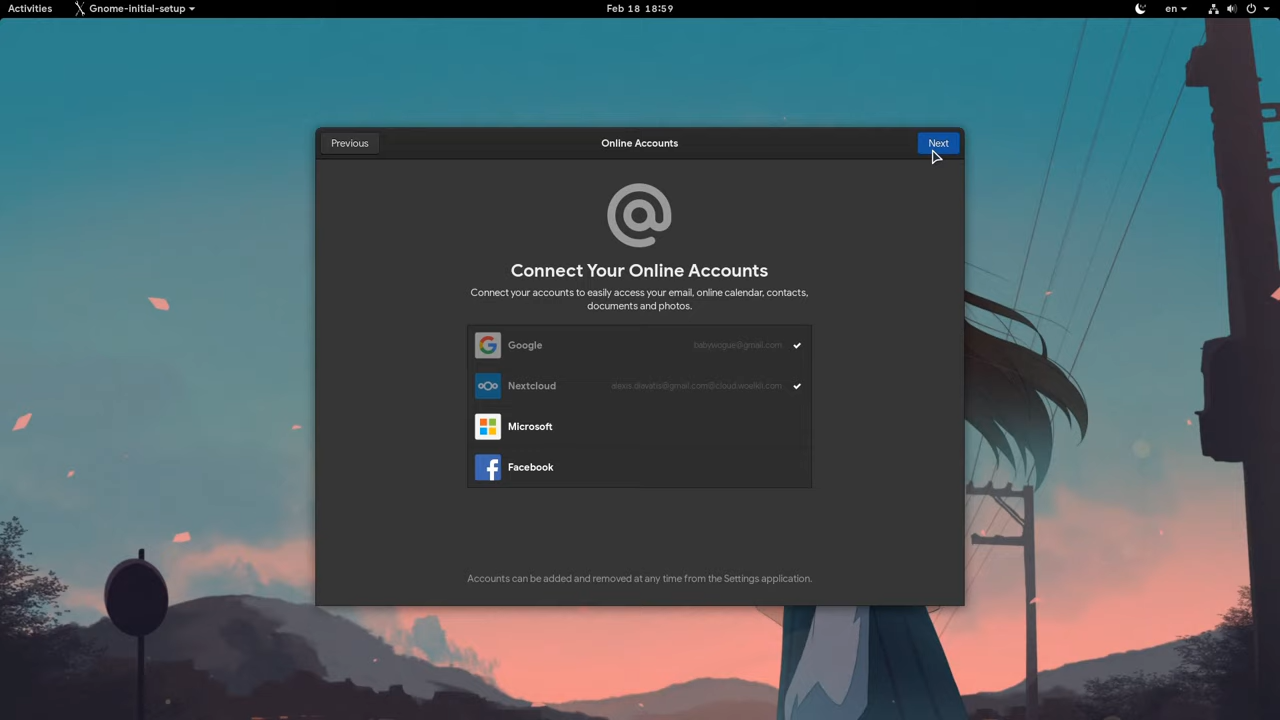 Activities
Gnome-initial-setup
Feb 18 18:59
en
Previous
Online Accounts
Next
Connect Your Online Accounts
Connect your accounts to easily access your email, online calendar, contacts,
documents and photos.
Google
Nextcloud
Microsoft
Facebook
Accounts can be added and removed at any time from the Settings application.